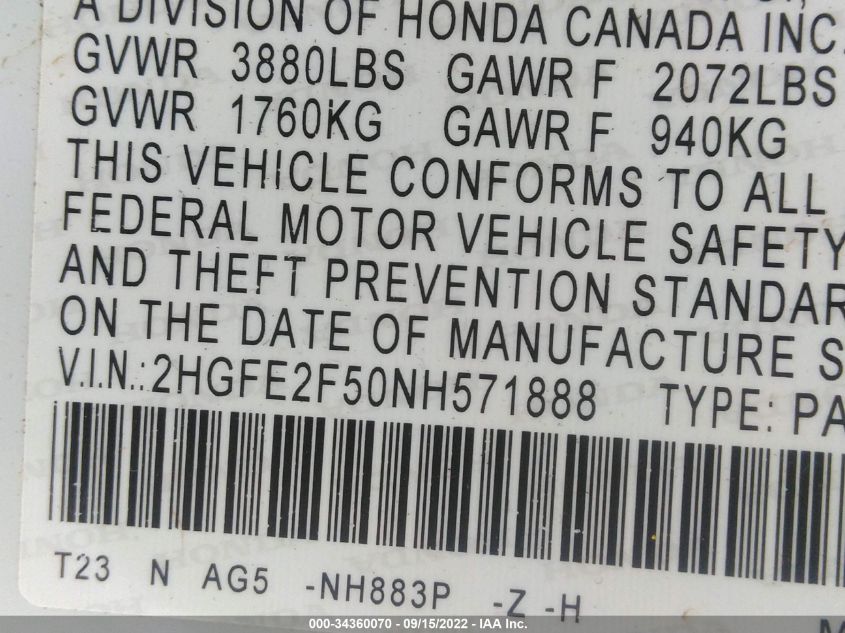 A DIVISION OF HONDA CANADA INC.
GVWR 3880LBS GAWR F 2072LBS
GVWR 1760KG GAWR F 940KG
THIS VEHICLE CONFORMS TO ALL
FEDERAL MOTOR VEHICLE SAFETY
AND THEFT PREVENTION STANDAR
ON THE DATE OF MANUFACTURE S
V.I.N.: 2HGFE2F50NH571888 TYPE: PA
T23 N AG5 -NH883P -Z -H
000-34360070 - 09/15/2022 - IAA Inc.